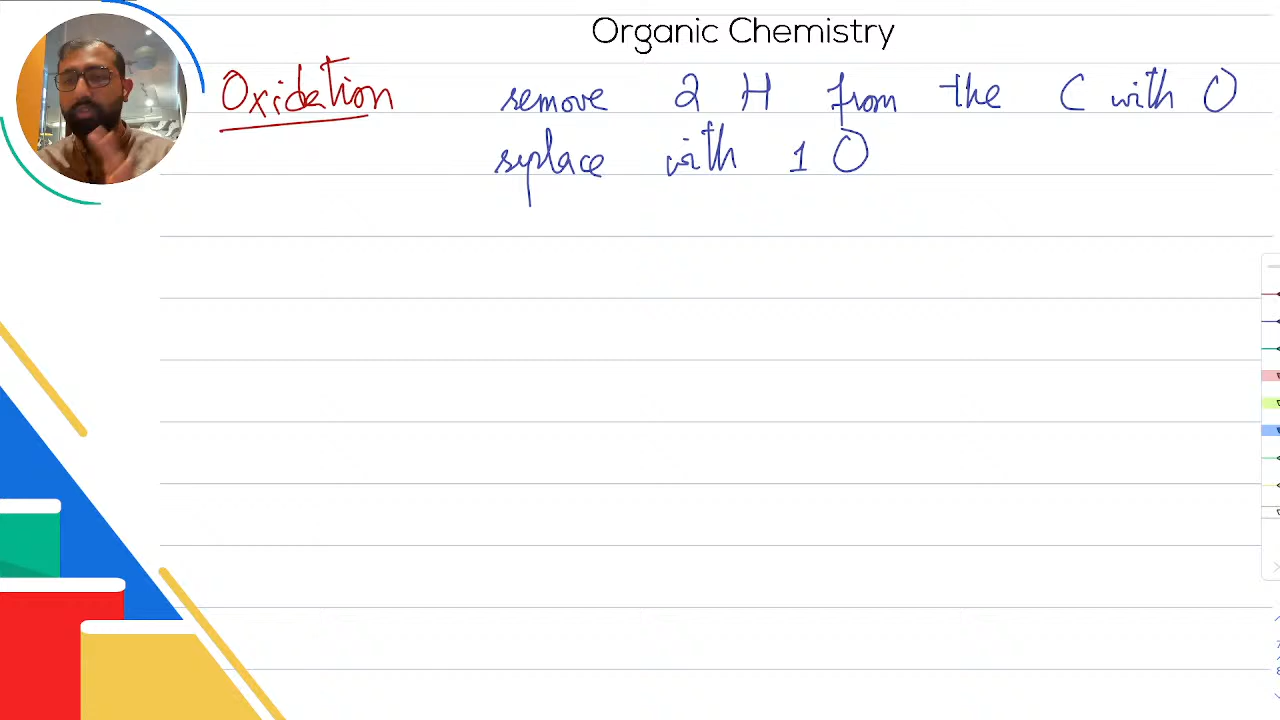 Organic Chemistry
Oxidation remove 2 H from the C with O
replace with 1 O